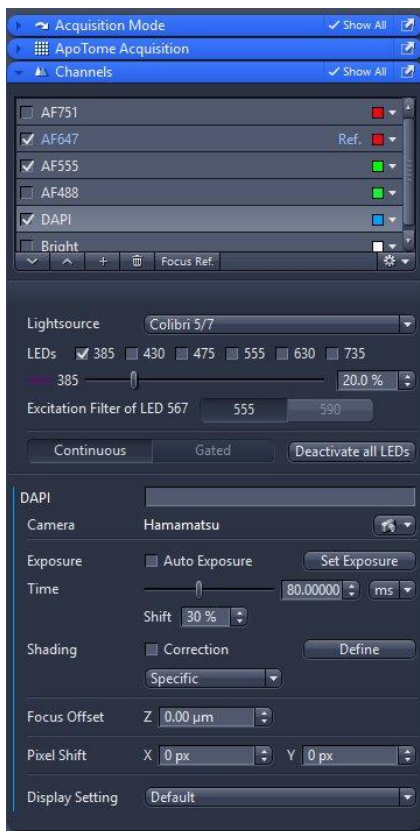 Acquisition Mode Show All
ApoTome Acquisition
Channels Show All
AF751
AF647 Ref.
AF555
AF488
DAPI
Bright
+ Focus Ref.
Lightsource Colibri 5/7
LEDs 385 430 475 555 630 735
385 20.0 %
Excitation Filter of LED 567 555 590
Continuous Gated Deactivate all LEDs
DAPI
Camera Hamamatsu
Exposure Auto Exposure Set Exposure
Time 80.00000 ms
Shift 30 %
Shading Correction Define
Specific
Focus Offset Z 0.00 µm
Pixel Shift X 0 px Y 0 px
Display Setting Default